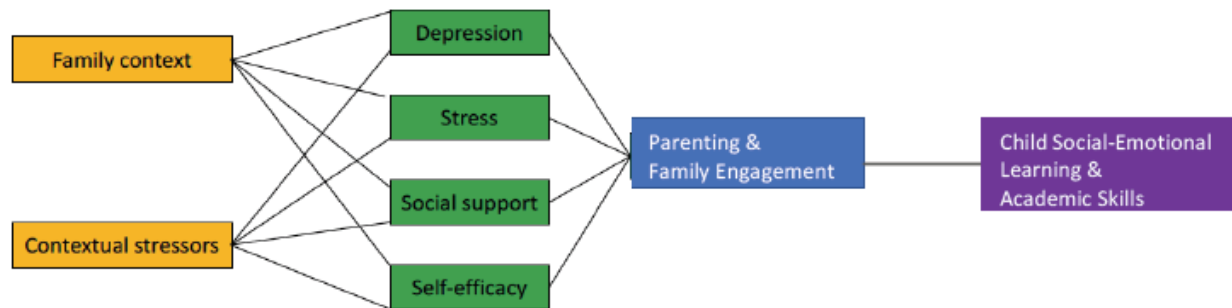 Family context
Contextual stressors
Depression
Stress
Social support
Self-efficacy
Parenting &
Family Engagement
Child Social-Emotional
Learning &
Academic Skills